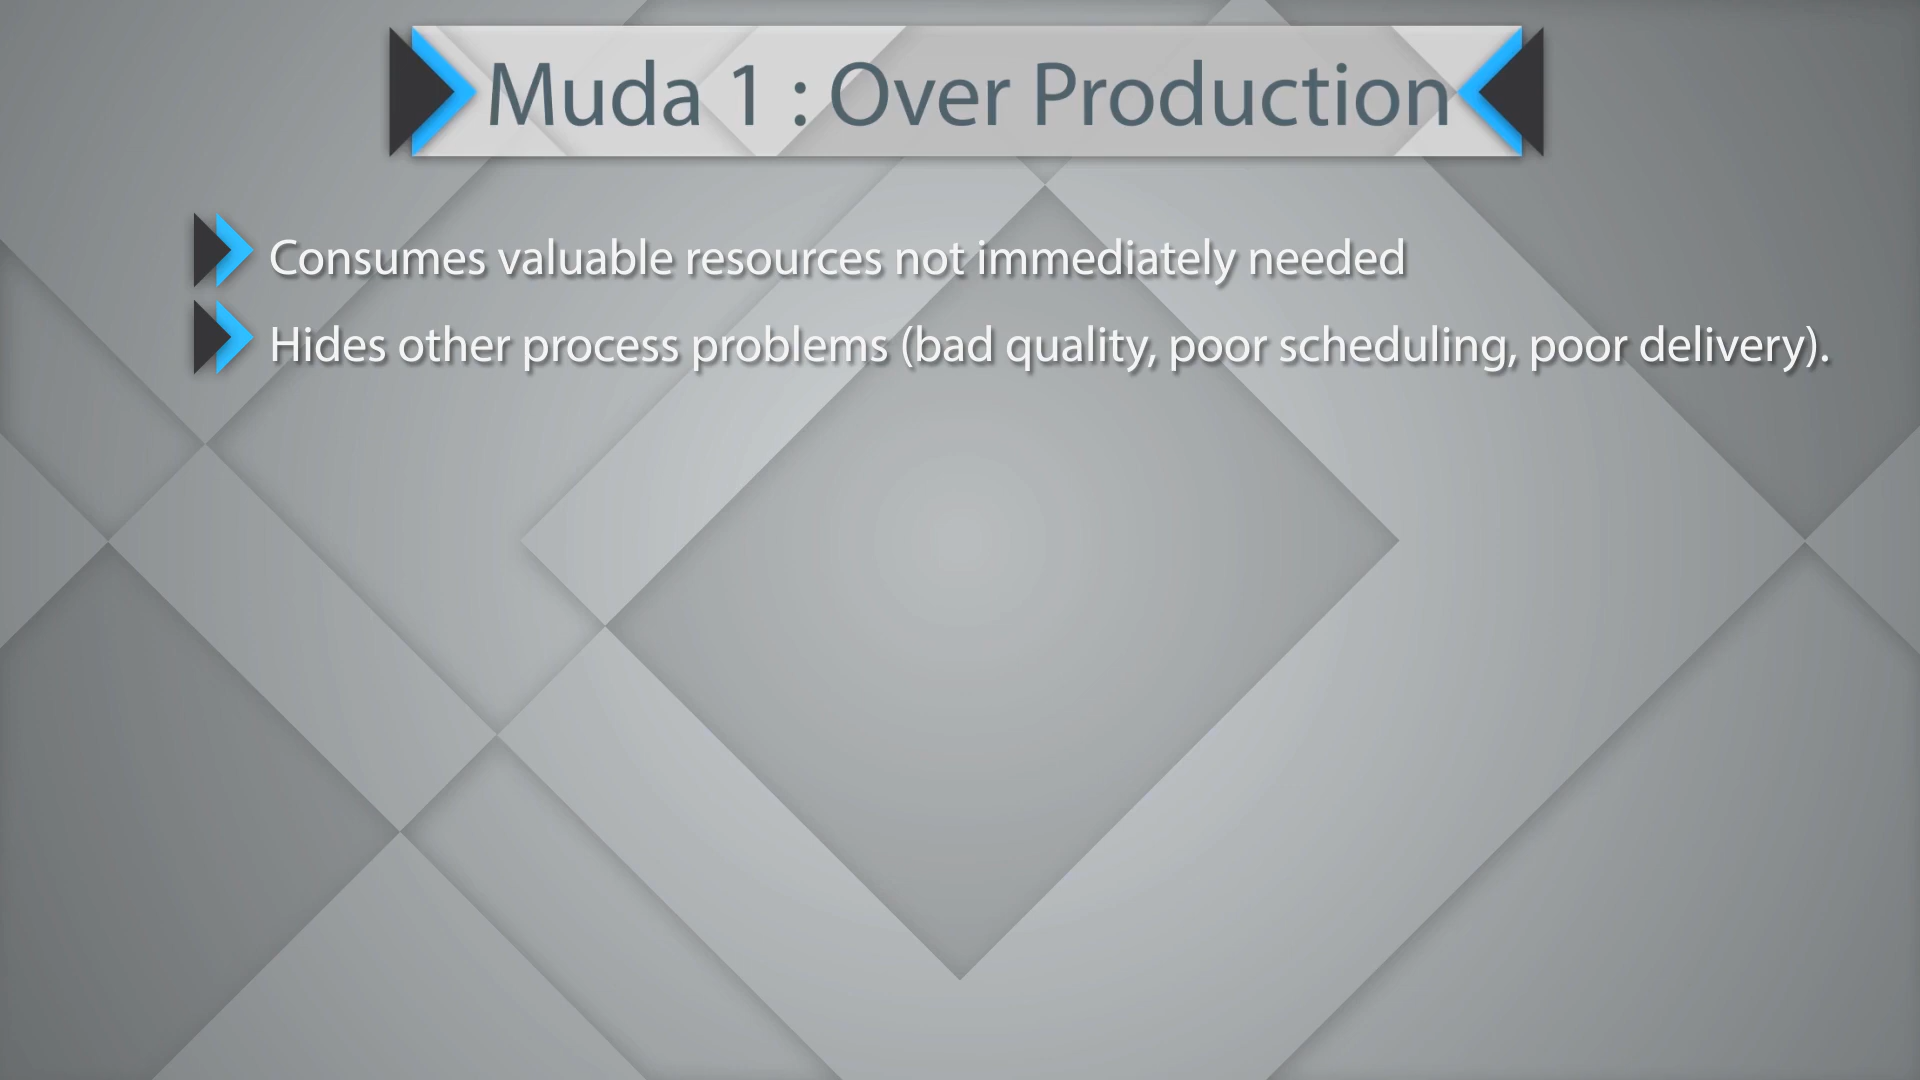 Muda 1 : Over Production
Consumes valuable resources not immediately needed
Hides other process problems (bad quality, poor scheduling, poor delivery).